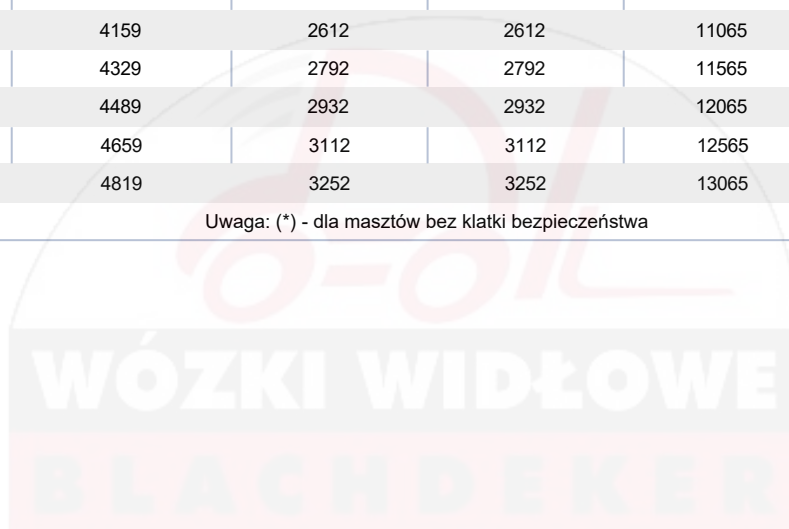 4159 2612 2612 11065
4329 2792 2792 11565
4489 2932 2932 12065
4659 3112 3112 12565
4819 3252 3252 13065
Uwaga: (*) - dla masztów bez klatki bezpieczeństwa
WÓZKI WIDŁOWE
BLACHDEKER